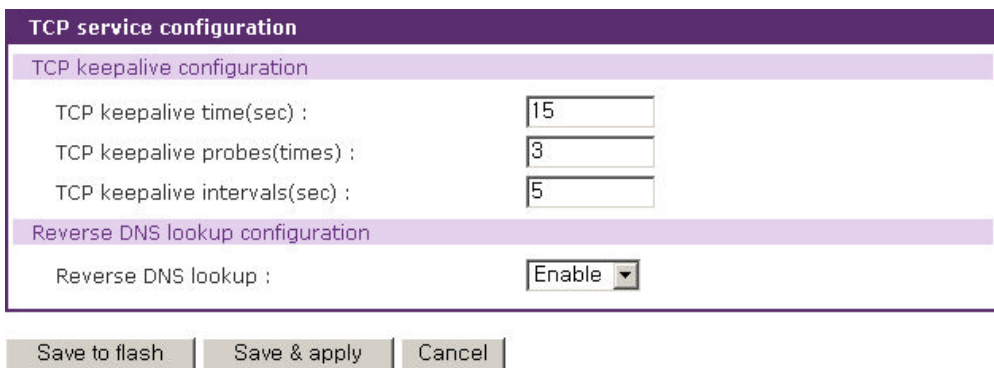 TCP service configuration
TCP keepalive configuration
TCP keepalive time(sec) : 15
TCP keepalive probes(times) : 3
TCP keepalive intervals(sec) : 5
Reverse DNS lookup configuration
Reverse DNS lookup : Enable
Save to flash Save & apply Cancel